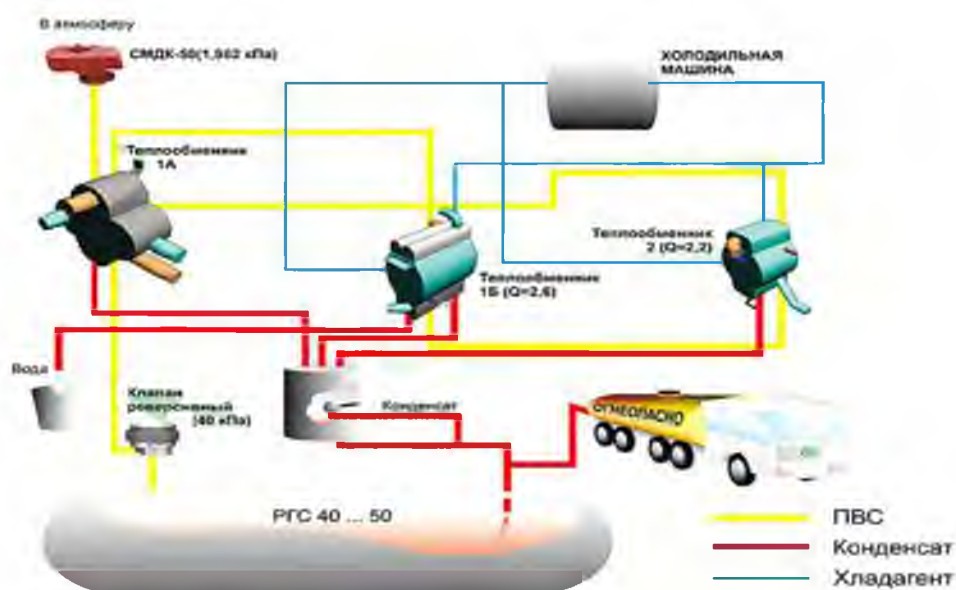 В атмосферу
СМДК-50(1,962 кПа)
ХОЛОДИЛЬНАЯ
МАШИНА
Теплообменник
1А
Теплообменник
2 (Q=2,2)
Теплообменник
1Б (Q=2,6)
Вода
Клапан
реверсивный
(40 кПа)
Конденсат
ОГНЕОПАСНО
РГС 40 ... 50
ПВС
Конденсат
Хладагент